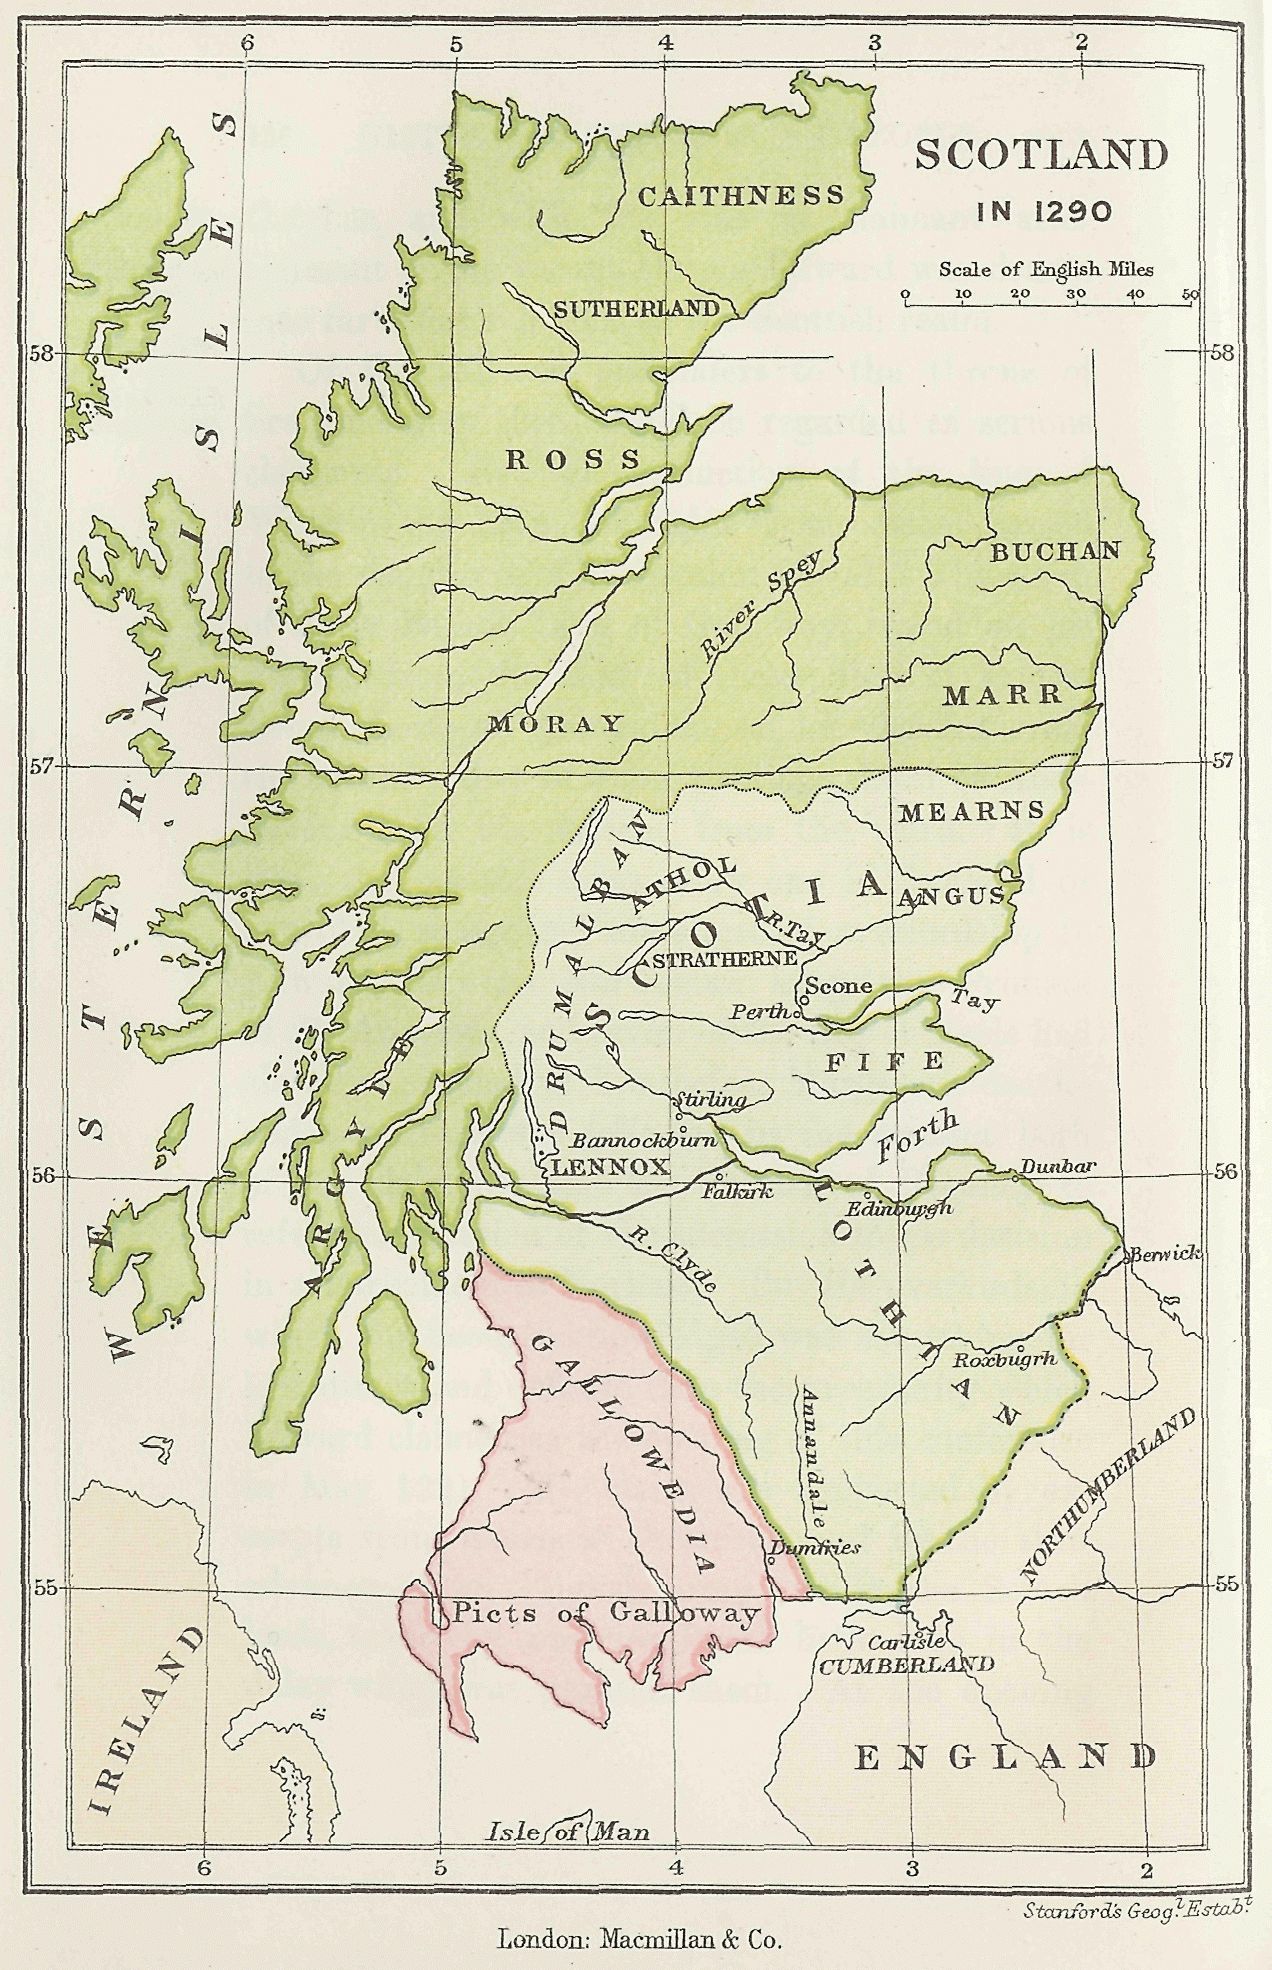 6 5 4 3 2
SCOTLAND
IN 1290
Scale of English Miles
0 10 20 30 40 50
WESTERN ISLES
CAITHNESS
SUTHERLAND
58 58
ROSS
BUCHAN
River Spey
MARR
MORAY
57 57
MEARNS
DRUMALBAN
ATHOL
SCOTIA
ANGUS
R. Tay
STRATHERNE
Scone
Perth
Tay
FIFE
ARGYLE
Stirling
Bannockburn
Forth
LENNOX
56 56
Falkirk
Dunbar
Edinburgh
LOTHIAN
R. Clyde
Berwick
GALLOWEDIA
Roxbugrh
Annandale
NORTHUMBERLAND
Dumfries
55 55
Picts of Galloway
Carlisle
CUMBERLAND
IRELAND
ENGLAND
Isle of Man
6 5 4 3 2
Stanford's Geogl. Estabt.
London: Macmillan & Co.